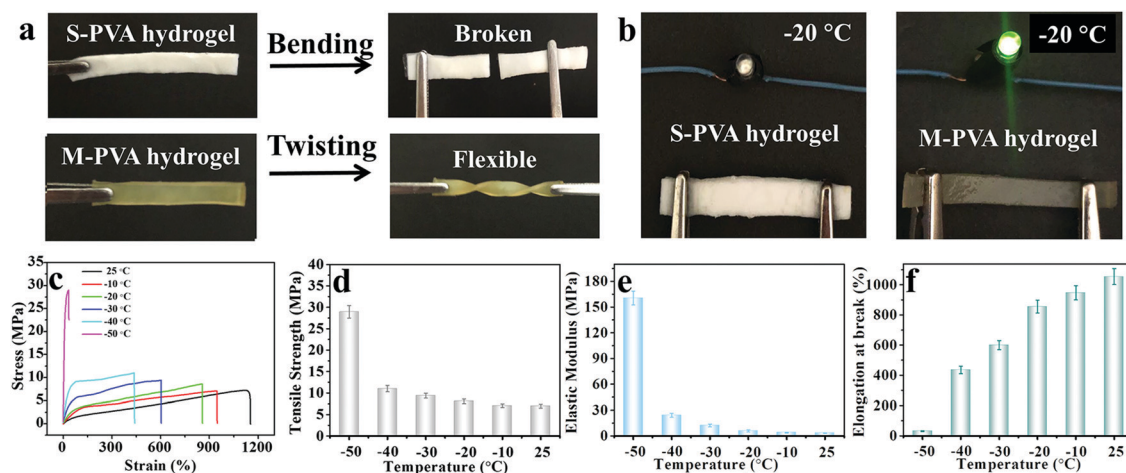 a
S-PVA hydrogel
Bending
Broken
M-PVA hydrogel
Twisting
Flexible
b
-20 °C
S-PVA hydrogel
-20 °C
M-PVA hydrogel
c
Stress (MPa)
35
30
25
20
15
10
5
0
25 °C
-10 °C
-20 °C
-30 °C
-40 °C
-50 °C
0 300 600 900 1200
Strain (%)
d
Tensile Strength (MPa)
40
35
30
25
20
15
10
5
0
-50 -40 -30 -20 -10 25
Temperature (°C)
e
Elastic Modulus (MPa)
180
150
120
90
60
30
0
-50 -40 -30 -20 -10 25
Temperature (°C)
f
Elongation at break (%)
1000
800
600
400
200
0
-50 -40 -30 -20 -10 25
Temperature (°C)